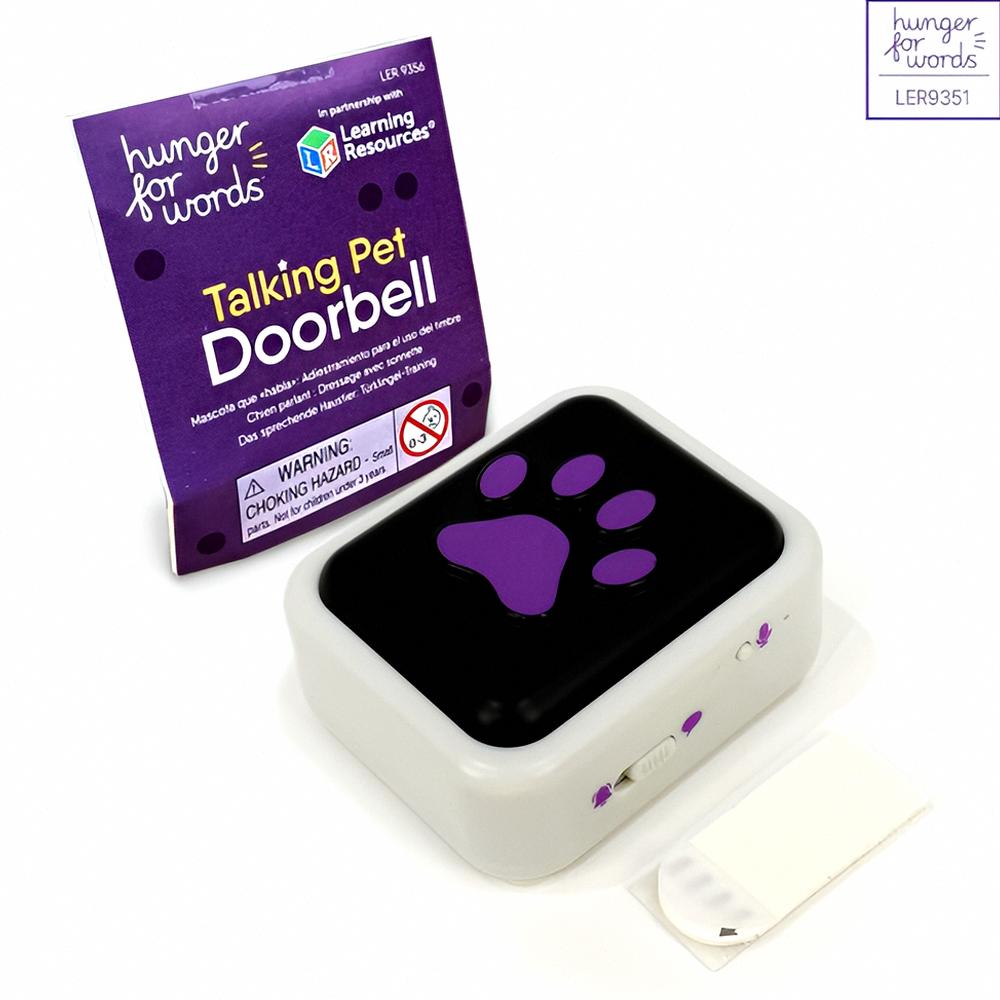 hunger
for
words
LER9351
LER 9356
hunger
for
words
In partnership with
LR
Learning
Resources®
Talking Pet
Doorbell
Mascota que «habla»: Adiestramiento para el uso del timbre
Chien parlant : Dressage avec sonnette
Das sprechende Haustier: Türklingel-Training
WARNING:
CHOKING HAZARD - Small
parts. Not for children under 3 years.
0-3